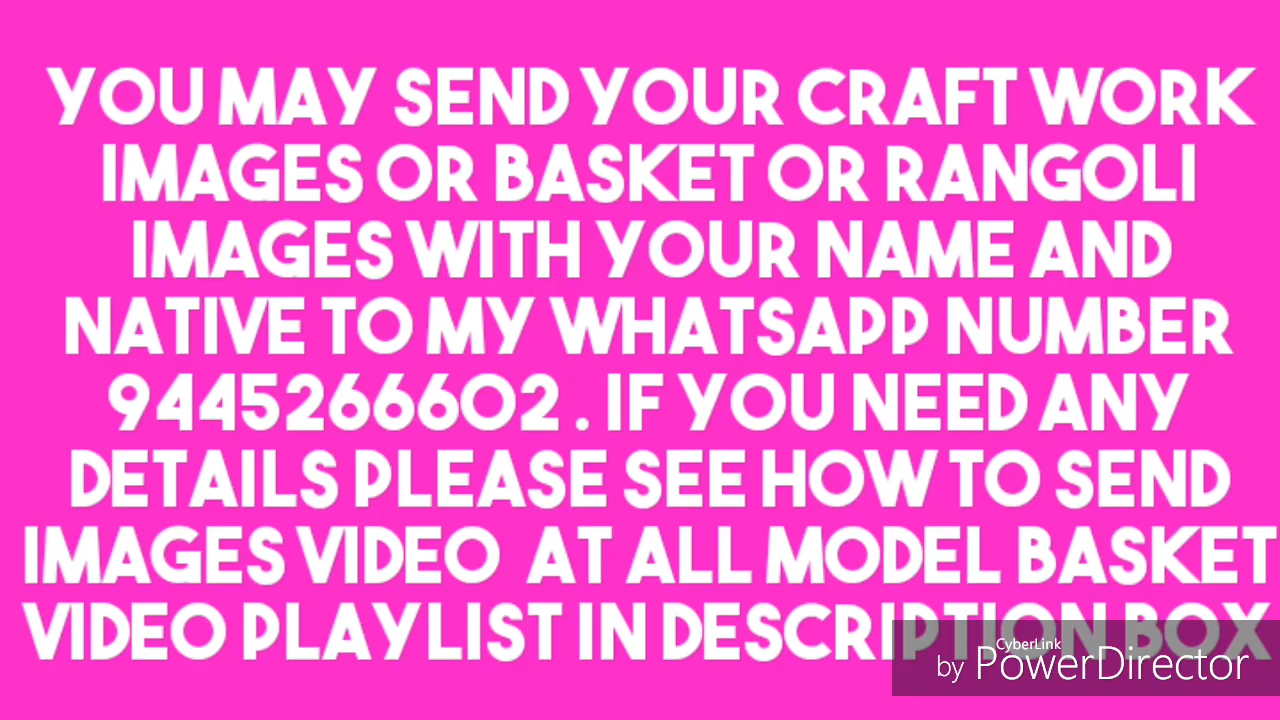 YOU MAY SEND YOUR CRAFT WORK
IMAGES OR BASKET OR RANGOLI
IMAGES WITH YOUR NAME AND
NATIVE TO MY WHATSAPP NUMBER
9445266602 . IF YOU NEED ANY
DETAILS PLEASE SEE HOW TO SEND
IMAGES VIDEO AT ALL MODEL BASKET
VIDEO PLAYLIST IN DESCRIPTION BOX
CyberLink
by PowerDirector